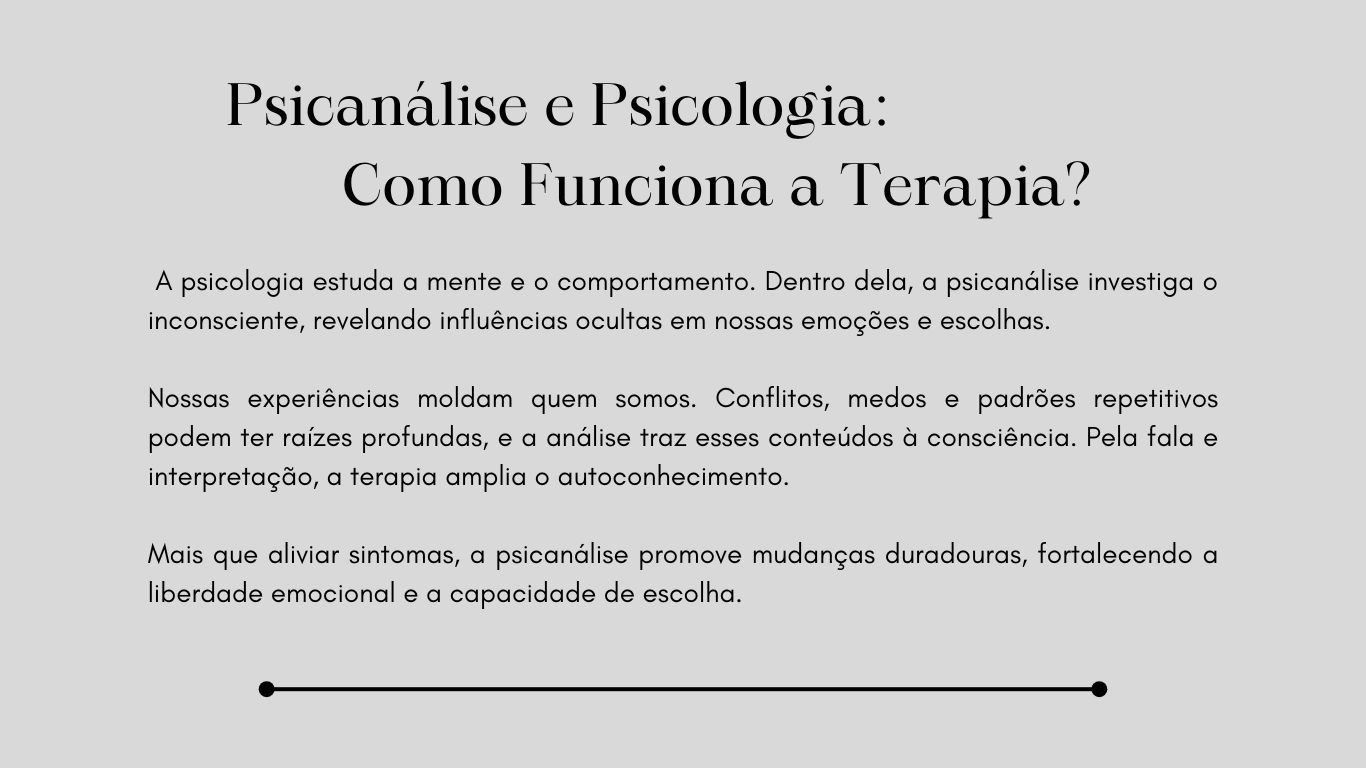 Psicanálise e Psicologia:
Como Funciona a Terapia?
A psicologia estuda a mente e o comportamento. Dentro dela, a psicanálise investiga o
inconsciente, revelando influências ocultas em nossas emoções e escolhas.
Nossas experiências moldam quem somos. Conflitos, medos e padrões repetitivos
podem ter raízes profundas, e a análise traz esses conteúdos à consciência. Pela fala e
interpretação, a terapia amplia o autoconhecimento.
Mais que aliviar sintomas, a psicanálise promove mudanças duradouras, fortalecendo a
liberdade emocional e a capacidade de escolha.